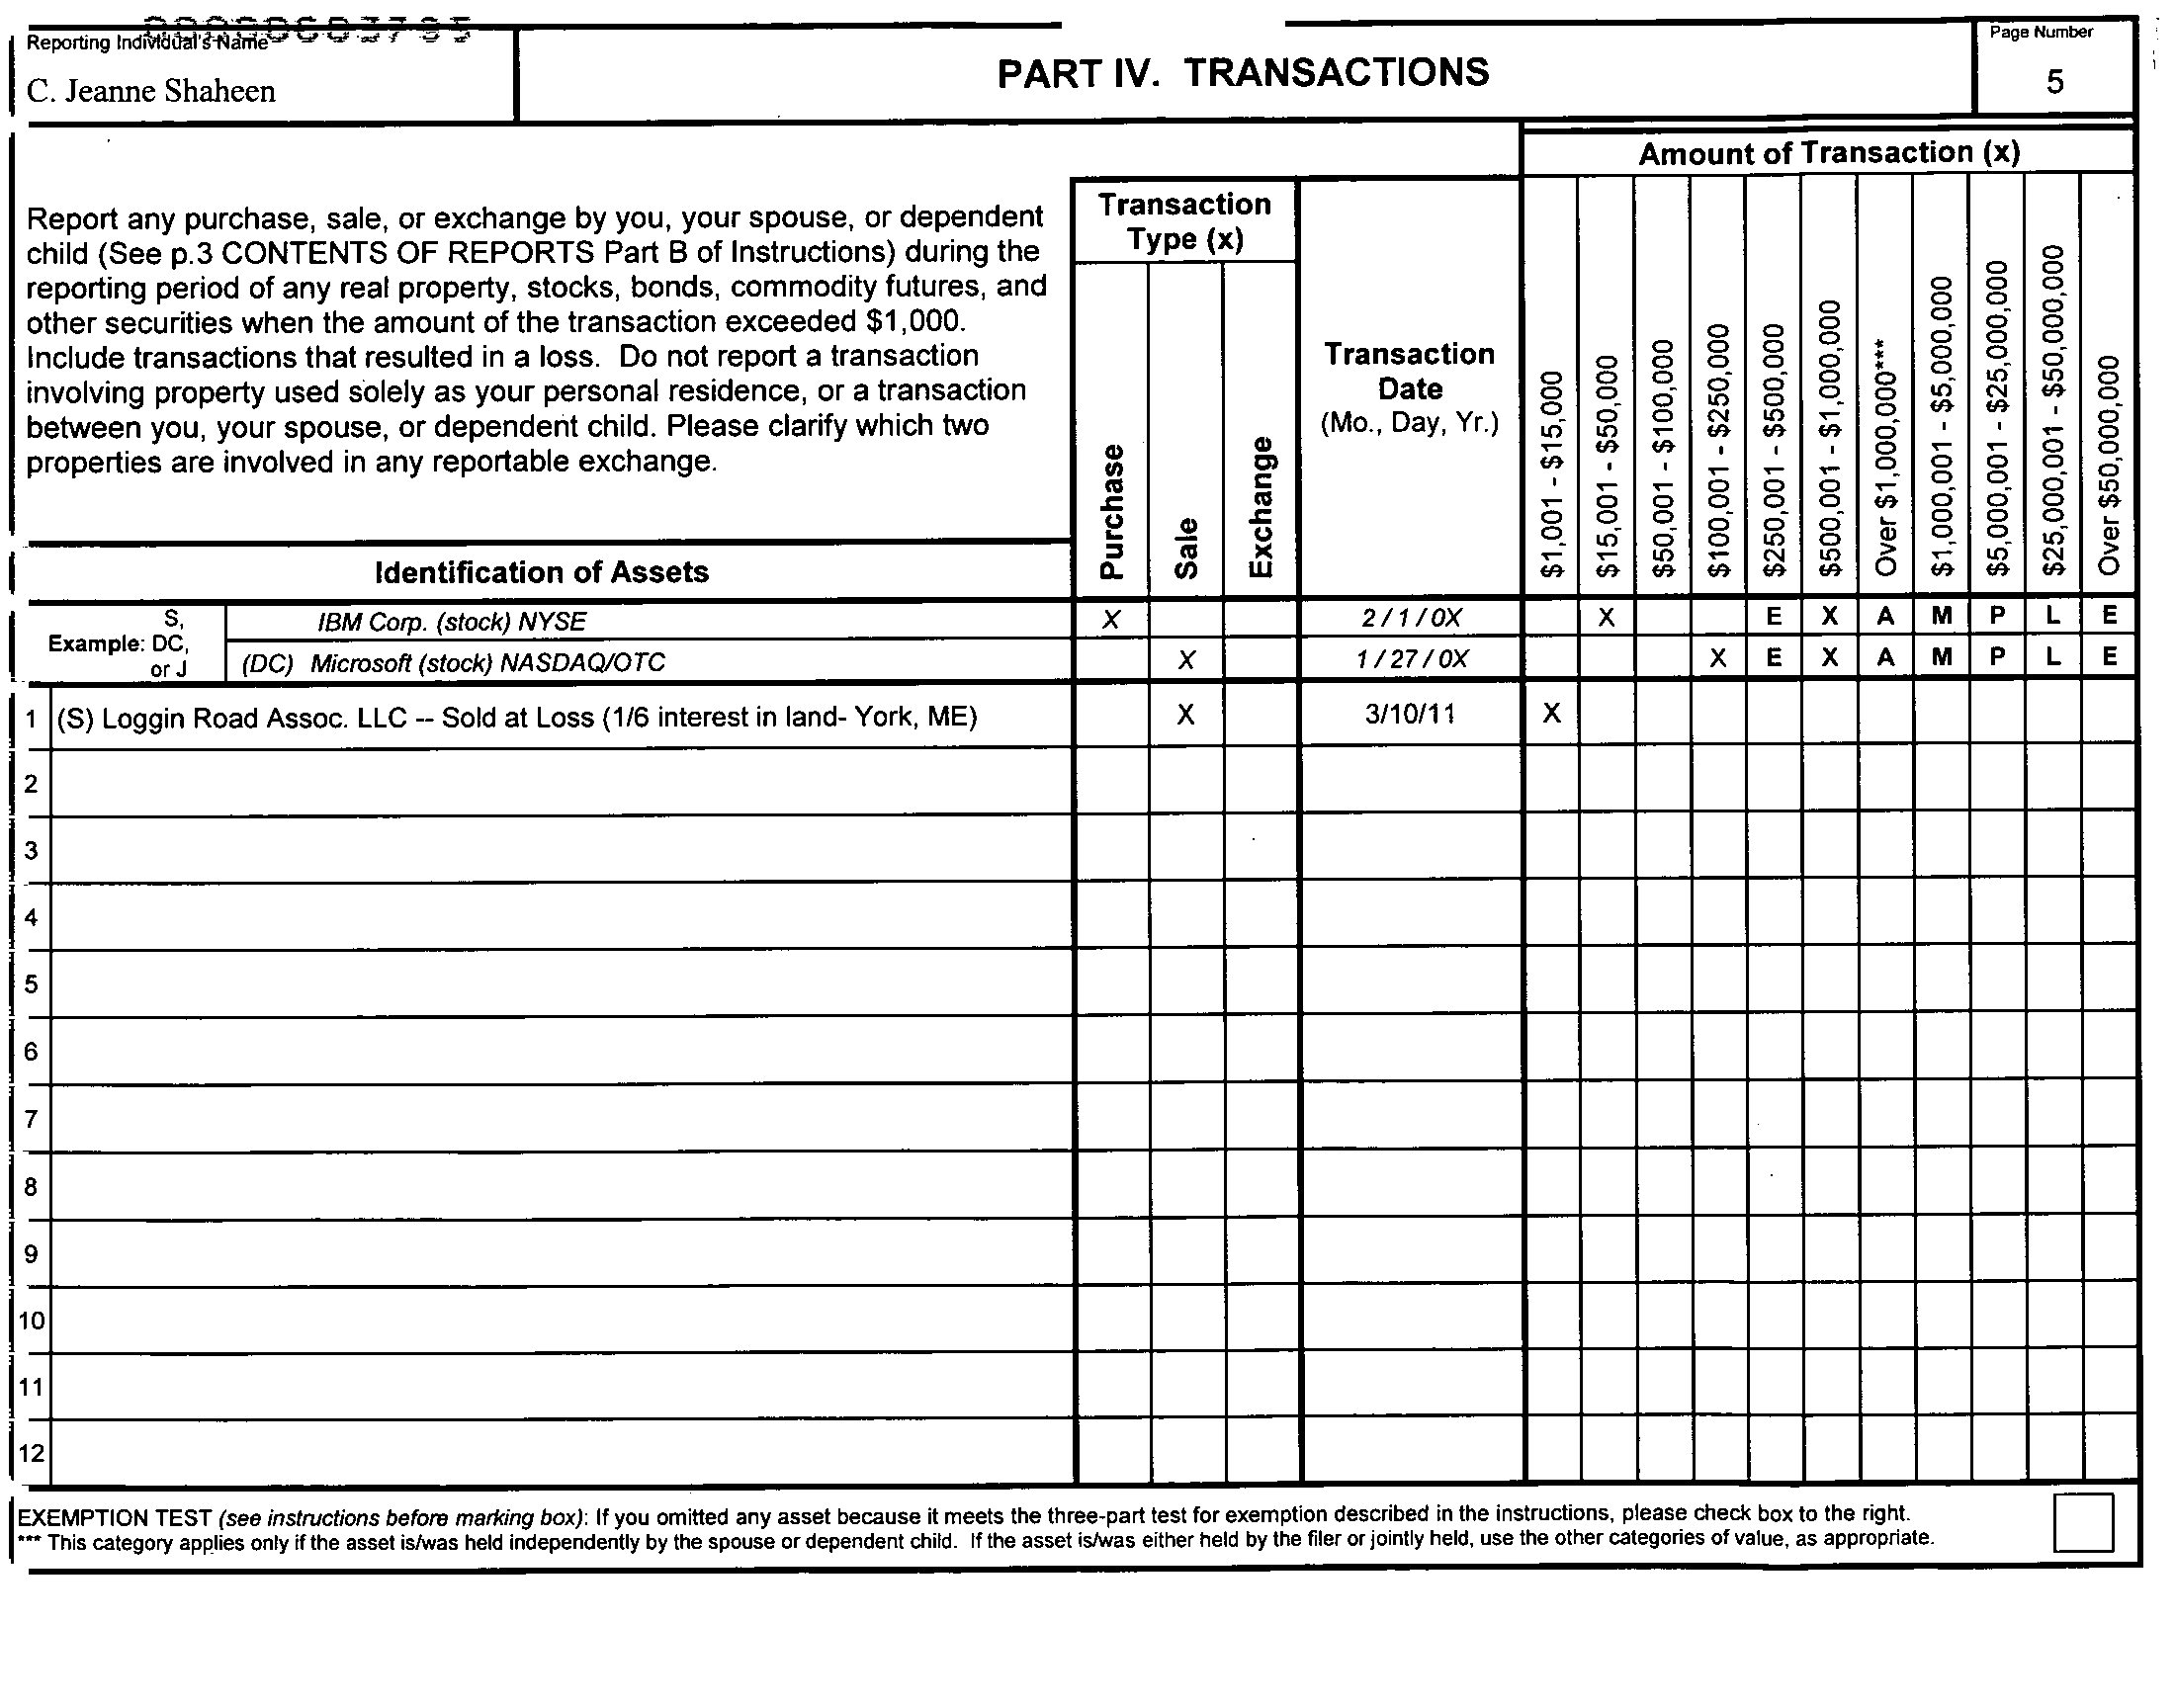 Reporting Individual's Name
C. Jeanne Shaheen
PART IV. TRANSACTIONS
Page Number
5
Amount of Transaction (x)
Report any purchase, sale, or exchange by you, your spouse, or dependent
child (See p.3 CONTENTS OF REPORTS Part B of Instructions) during the
reporting period of any real property, stocks, bonds, commodity futures, and
other securities when the amount of the transaction exceeded $1,000.
Include transactions that resulted in a loss. Do not report a transaction
involving property used solely as your personal residence, or a transaction
between you, your spouse, or dependent child. Please clarify which two
properties are involved in any reportable exchange.
Transaction
Type (x)
Purchase
Sale
Exchange
Transaction
Date
(Mo., Day, Yr.)
$1,001 - $15,000
$15,001 - $50,000
$50,001 - $100,000
$100,001 - $250,000
$250,001 - $500,000
$500,001 - $1,000,000
Over $1,000,000***
$1,000,001 - $5,000,000
$5,000,001 - $25,000,000
$25,000,001 - $50,000,000
Over $50,000,000
Identification of Assets
Example: S, DC, or J
IBM Corp. (stock) NYSE X 2 / 1 / 0X X E X A M P L E
(DC) Microsoft (stock) NASDAQ/OTC X 1 / 27 / 0X X E X A M P L E
1 (S) Loggin Road Assoc. LLC -- Sold at Loss (1/6 interest in land- York, ME) X 3/10/11 X
2
3
4
5
6
7
8
9
10
11
12
EXEMPTION TEST (see instructions before marking box): If you omitted any asset because it meets the three-part test for exemption described in the instructions, please check box to the right.
*** This category applies only if the asset is/was held independently by the spouse or dependent child. If the asset is/was either held by the filer or jointly held, use the other categories of value, as appropriate.